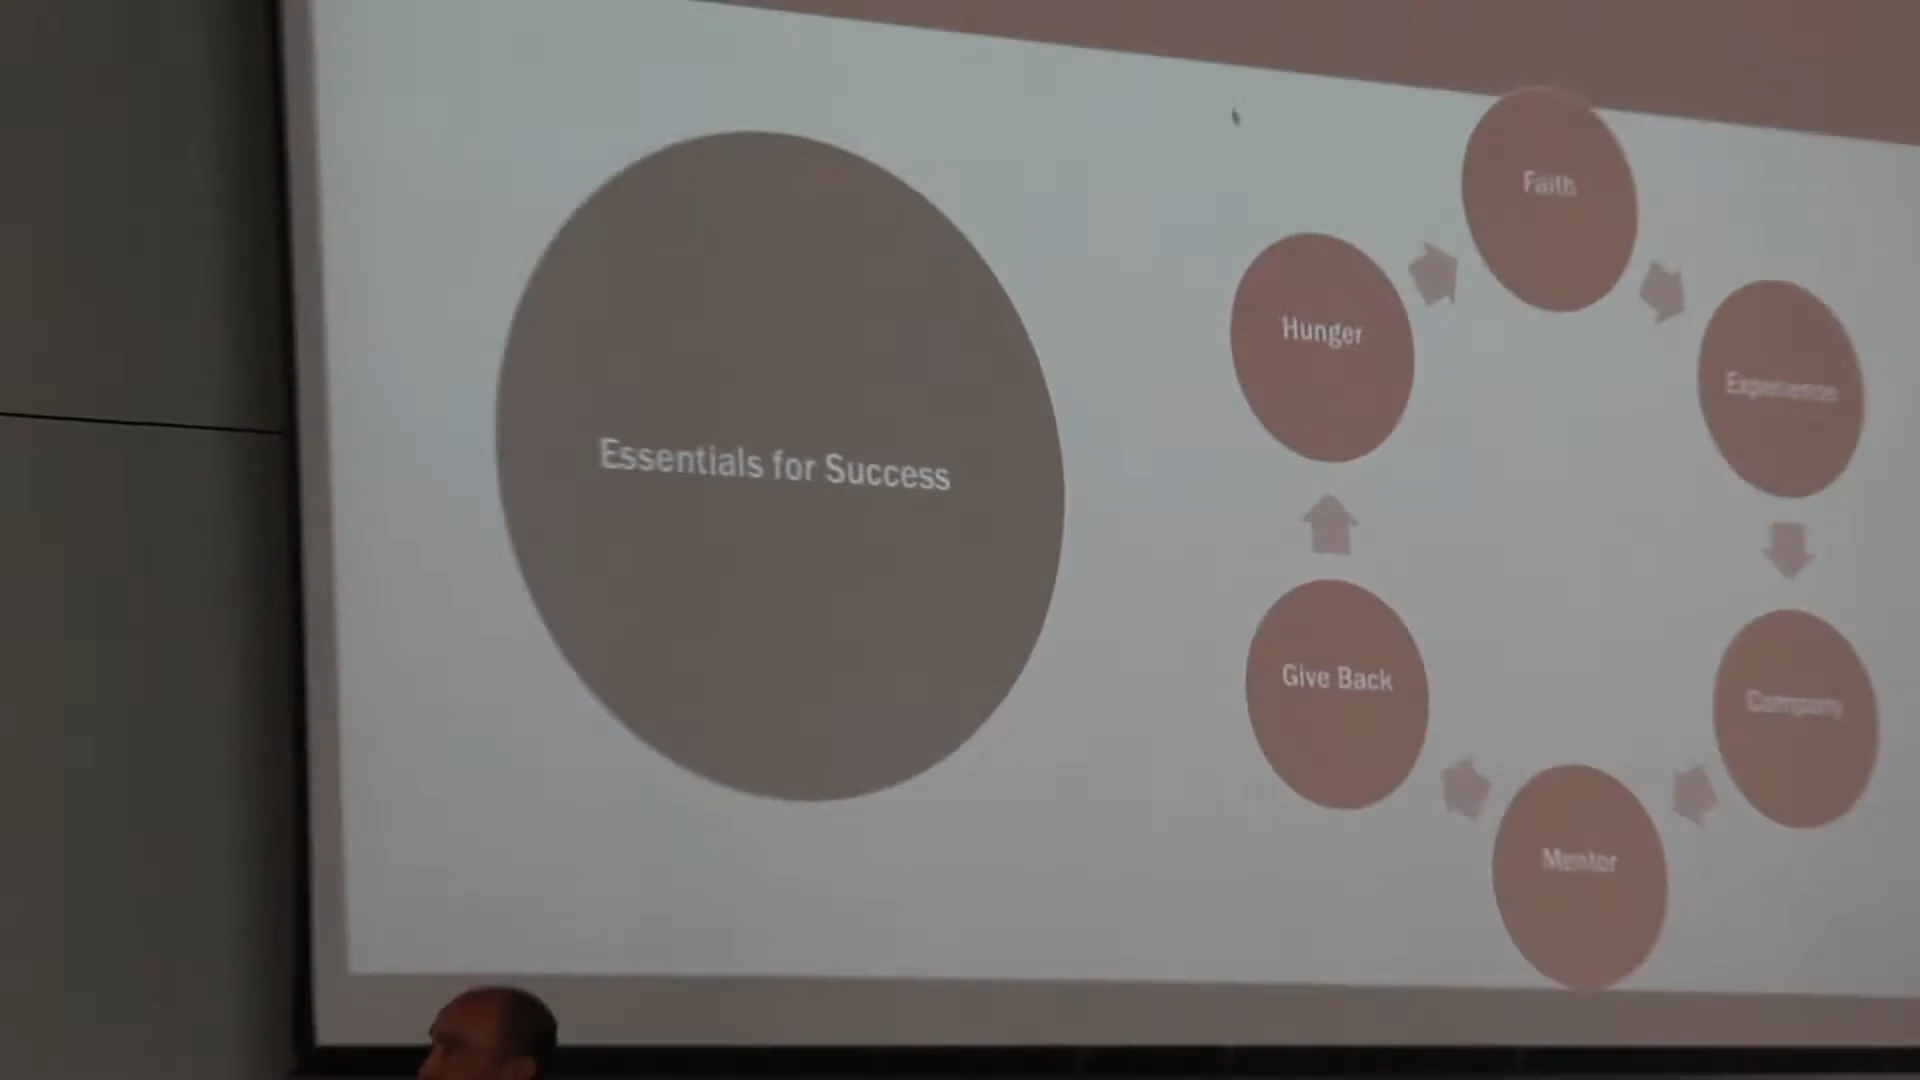 Essentials for Success
Faith
Experience
Company
Mentor
Give Back
Hunger